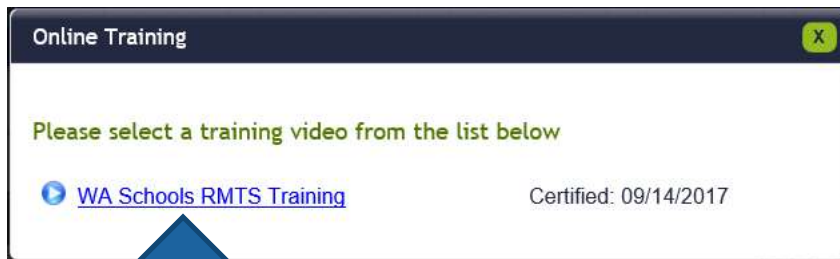 Online Training
X
Please select a training video from the list below
WA Schools RMTS Training Certified: 09/14/2017